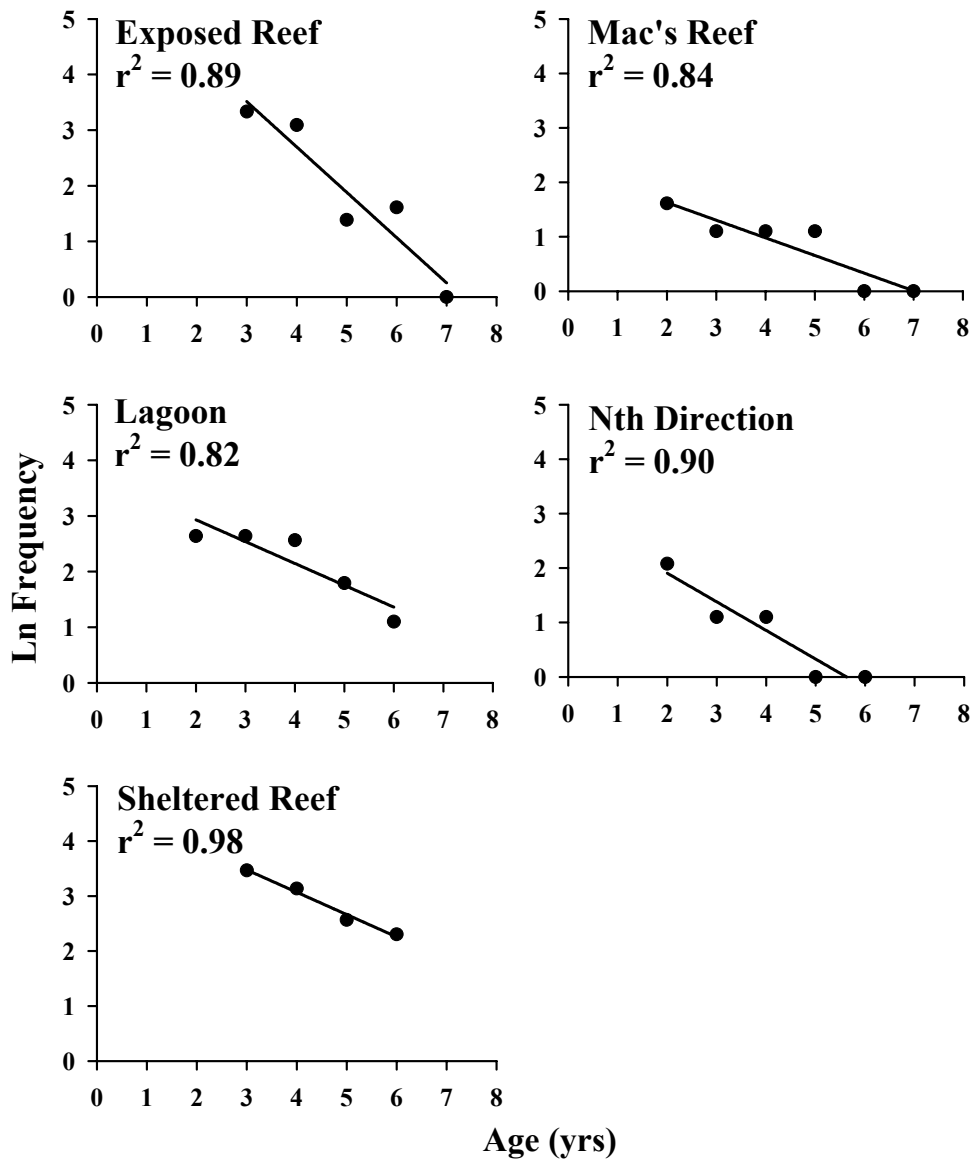 Exposed Reef
r² = 0.89
5
4
3
2
1
0
0 1 2 3 4 5 6 7 8
Mac's Reef
r² = 0.84
5
4
3
2
1
0
0 1 2 3 4 5 6 7 8
Lagoon
r² = 0.82
5
4
3
2
1
0
0 1 2 3 4 5 6 7 8
Nth Direction
r² = 0.90
5
4
3
2
1
0
0 1 2 3 4 5 6 7 8
Ln Frequency
Sheltered Reef
r² = 0.98
5
4
3
2
1
0
0 1 2 3 4 5 6 7 8
Age (yrs)